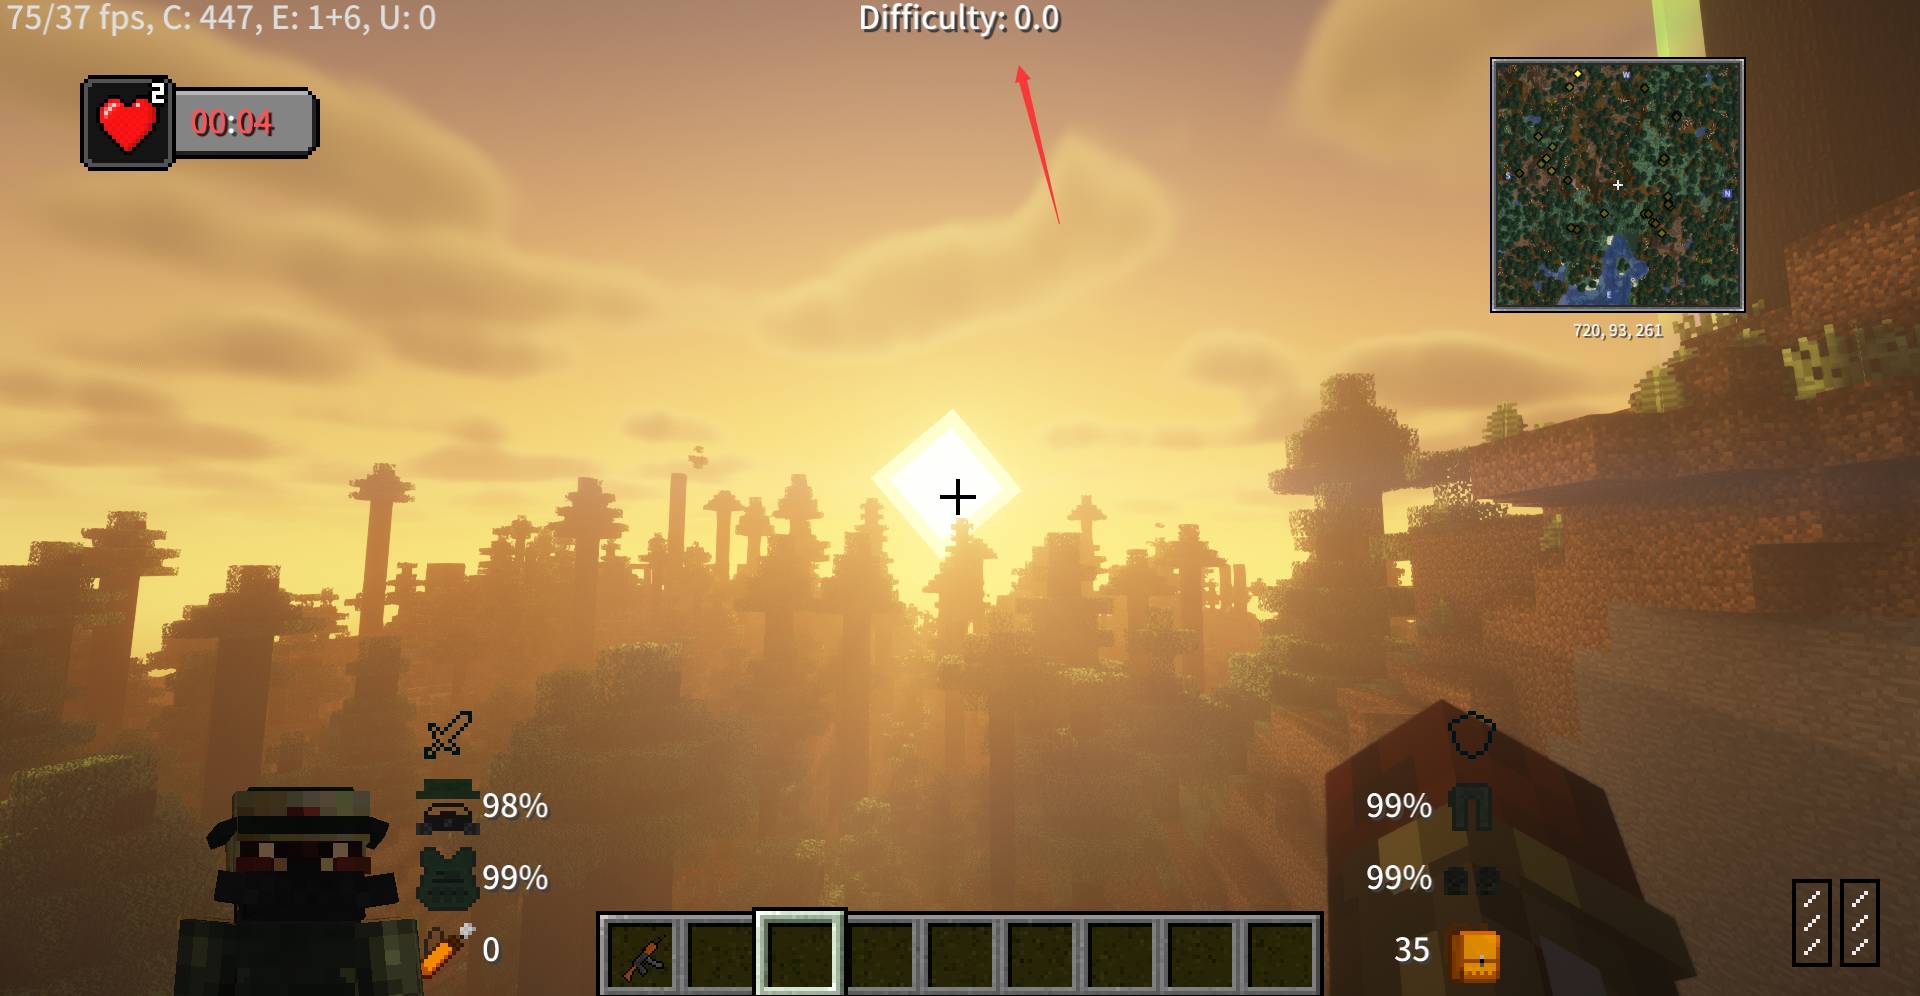 75/37 fps, C: 447, E: 1+6, U: 0
Difficulty: 0.0
2
00:04
W
S
N
E
720, 93, 261
98%
99%
99%
99%
0
35